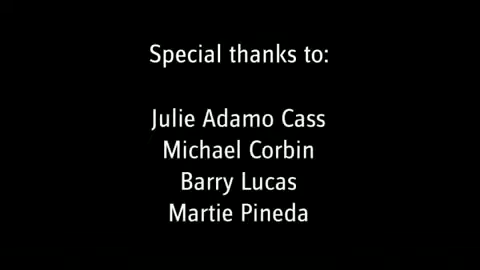 Special thanks to:
Julie Adamo Cass
Michael Corbin
Barry Lucas
Martie Pineda